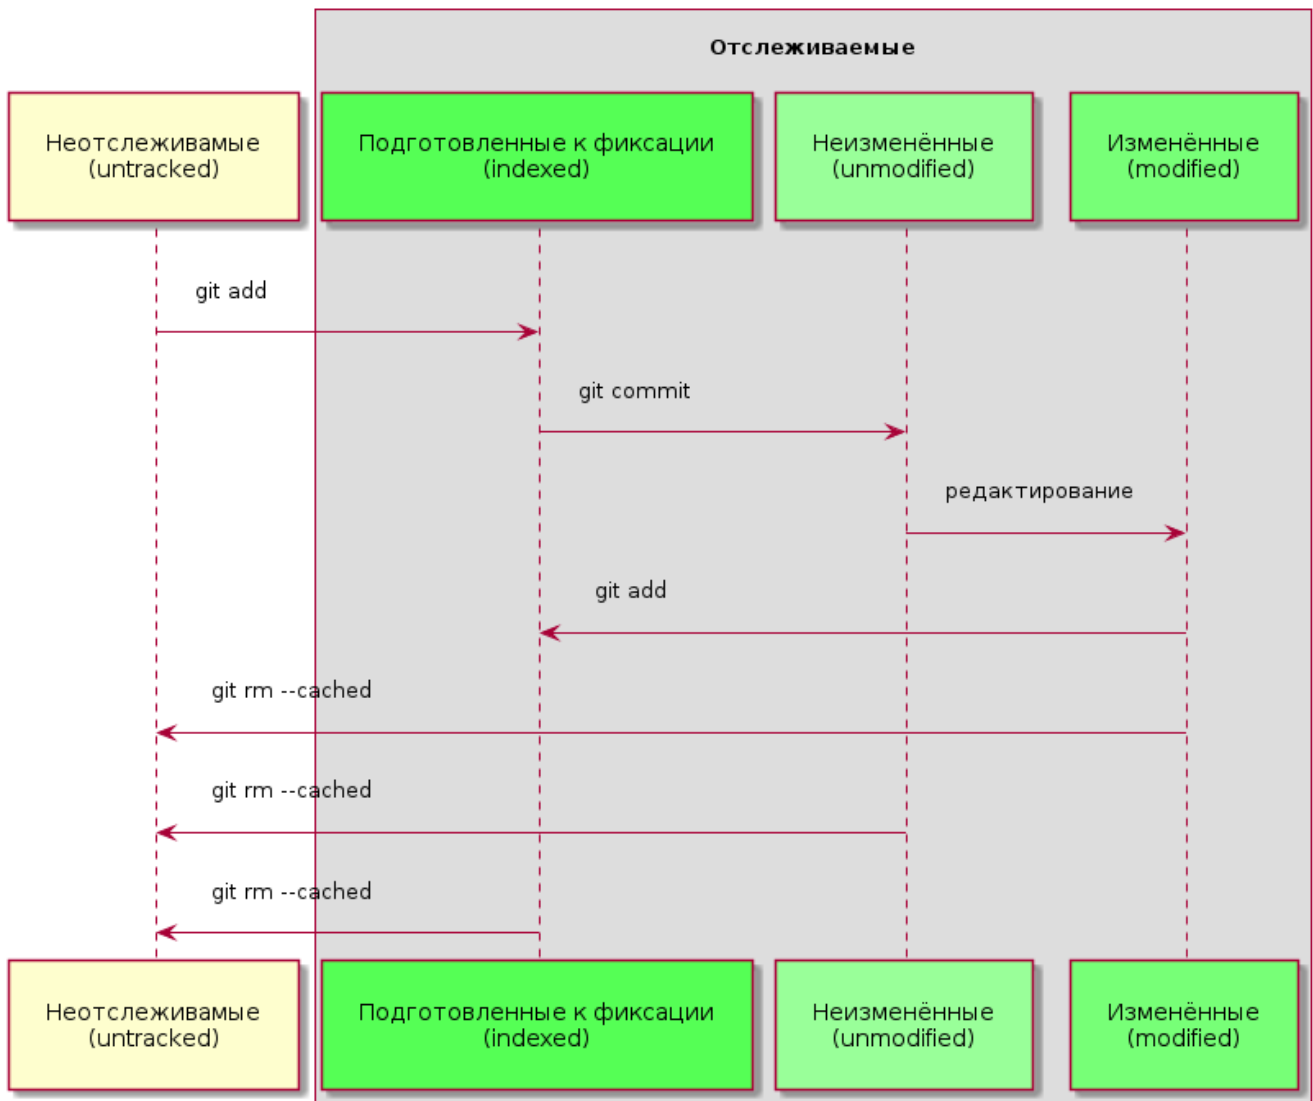 Отслеживаемые
Неотслеживамые
(untracked)
Подготовленные к фиксации
(indexed)
Неизменённые
(unmodified)
Изменённые
(modified)
git add
git commit
редактирование
git add
git rm --cached
git rm --cached
git rm --cached
Неотслеживамые
(untracked)
Подготовленные к фиксации
(indexed)
Неизменённые
(unmodified)
Изменённые
(modified)